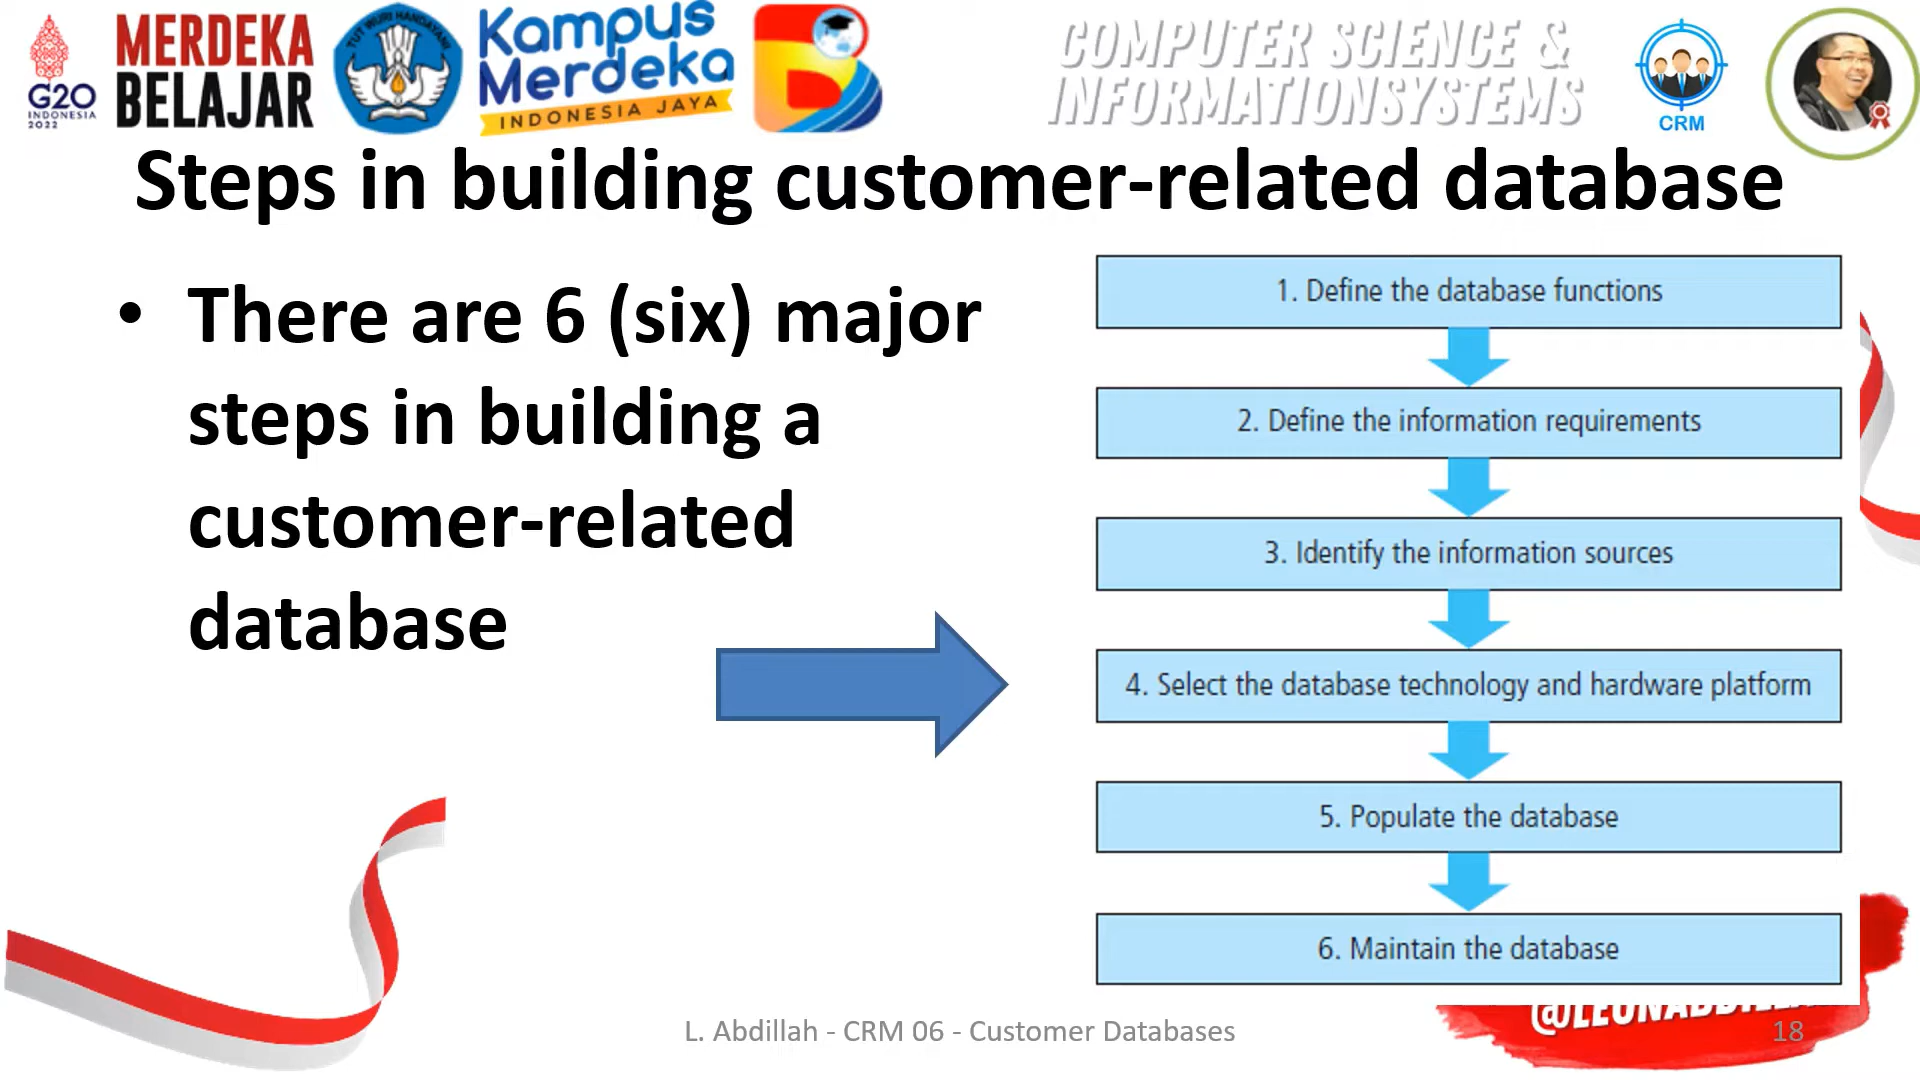 G20
INDONESIA
2022
MERDEKA
BELAJAR
TUT WURI HANDAYANI
Kampus
Merdeka
INDONESIA JAYA
COMPUTER SCIENCE &
INFORMATIONSYSTEMS
CRM
Steps in building customer-related database
• There are 6 (six) major
steps in building a
customer-related
database
1. Define the database functions
2. Define the information requirements
3. Identify the information sources
4. Select the database technology and hardware platform
5. Populate the database
6. Maintain the database
L. Abdillah - CRM 06 - Customer Databases
18